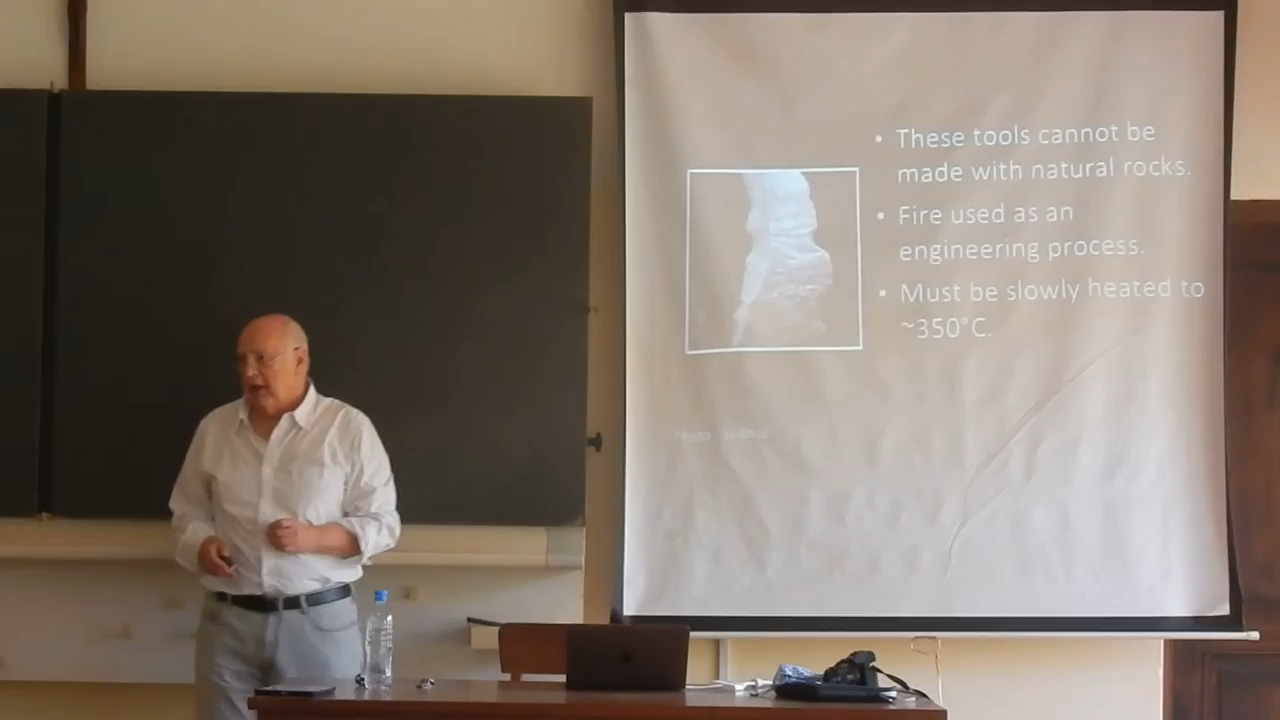 • These tools cannot be
made with natural rocks.
• Fire used as an
engineering process.
• Must be slowly heated to
~350°C.